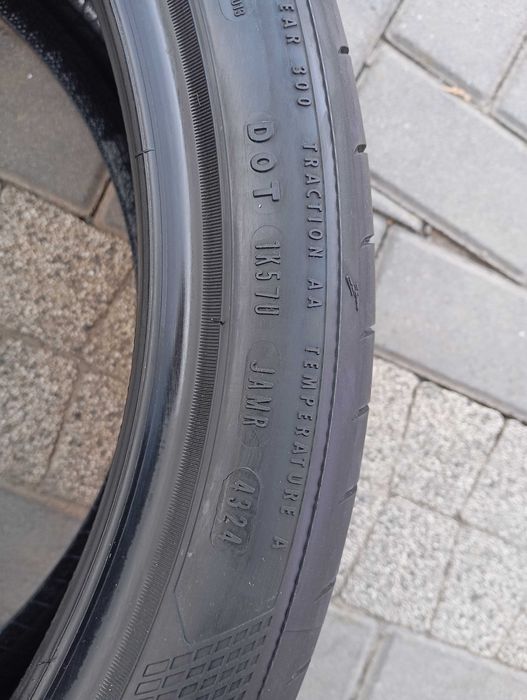 EAR 300 TRACTION AA TEMPERATURE A
DOT 1K57U JAMR 4324